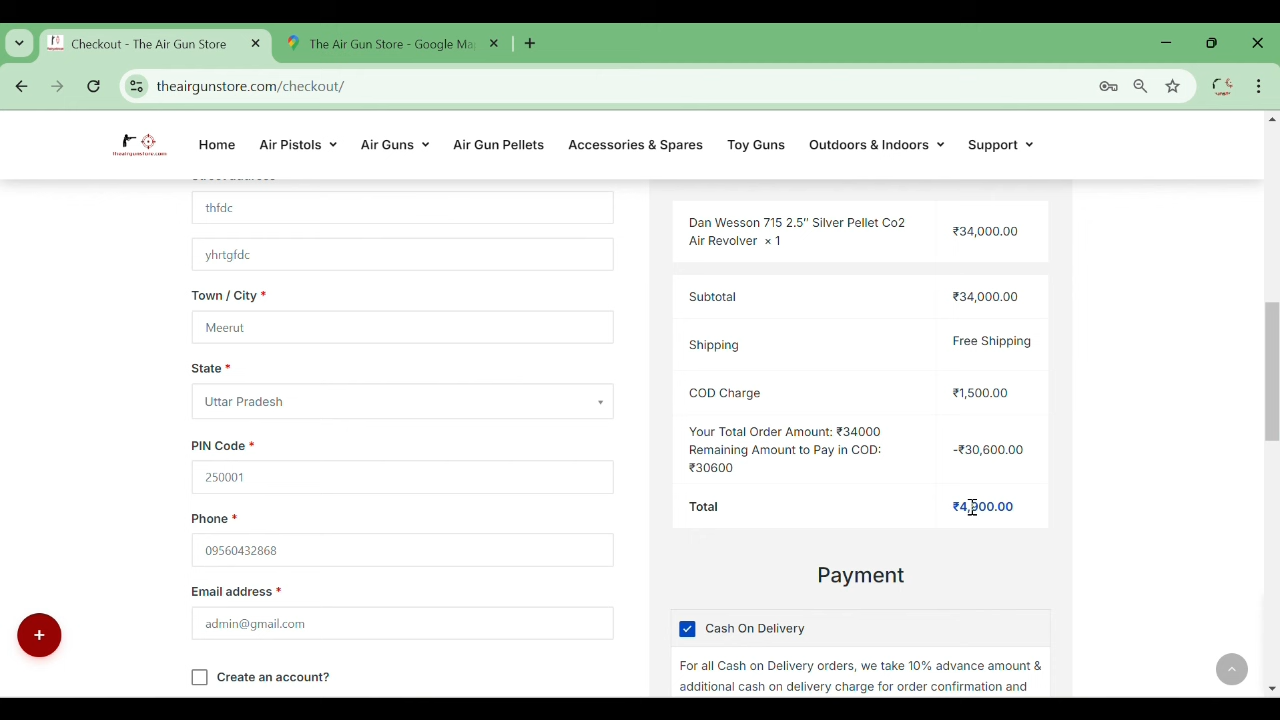 Checkout - The Air Gun Store
The Air Gun Store - Google Ma
theairgunstore.com/checkout/
theairgunstore.com
Home
Air Pistols
Air Guns
Air Gun Pellets
Accessories & Spares
Toy Guns
Outdoors & Indoors
Support
thfdc
yhrtgfdc
Town / City *
Meerut
State *
Uttar Pradesh
PIN Code *
250001
Phone *
09560432868
Email address *
admin@gmail.com
Create an account?
Dan Wesson 715 2.5" Silver Pellet Co2
Air Revolver × 1
₹34,000.00
Subtotal
₹34,000.00
Shipping
Free Shipping
COD Charge
₹1,500.00
Your Total Order Amount: ₹34000
Remaining Amount to Pay in COD:
₹30600
-₹30,600.00
Total
₹4,900.00
Payment
Cash On Delivery
For all Cash on Delivery orders, we take 10% advance amount &
additional cash on delivery charge for order confirmation and